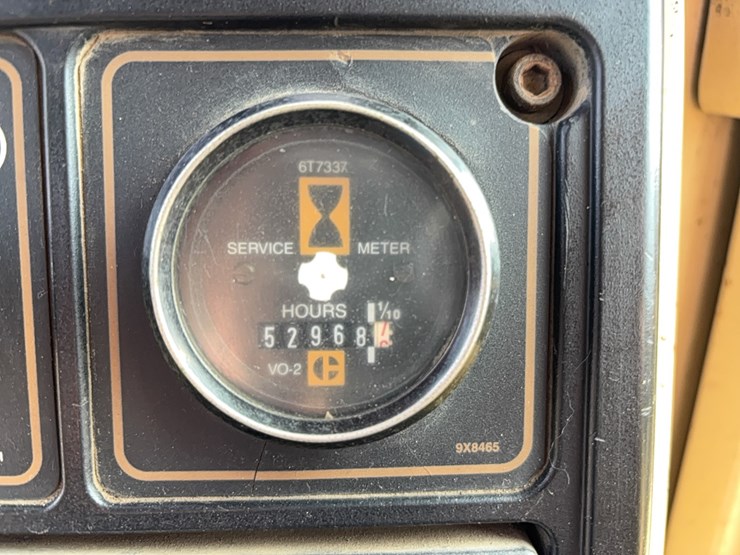 6T7337
SERVICE METER
HOURS 1/10
52968
VO-2
9X8465